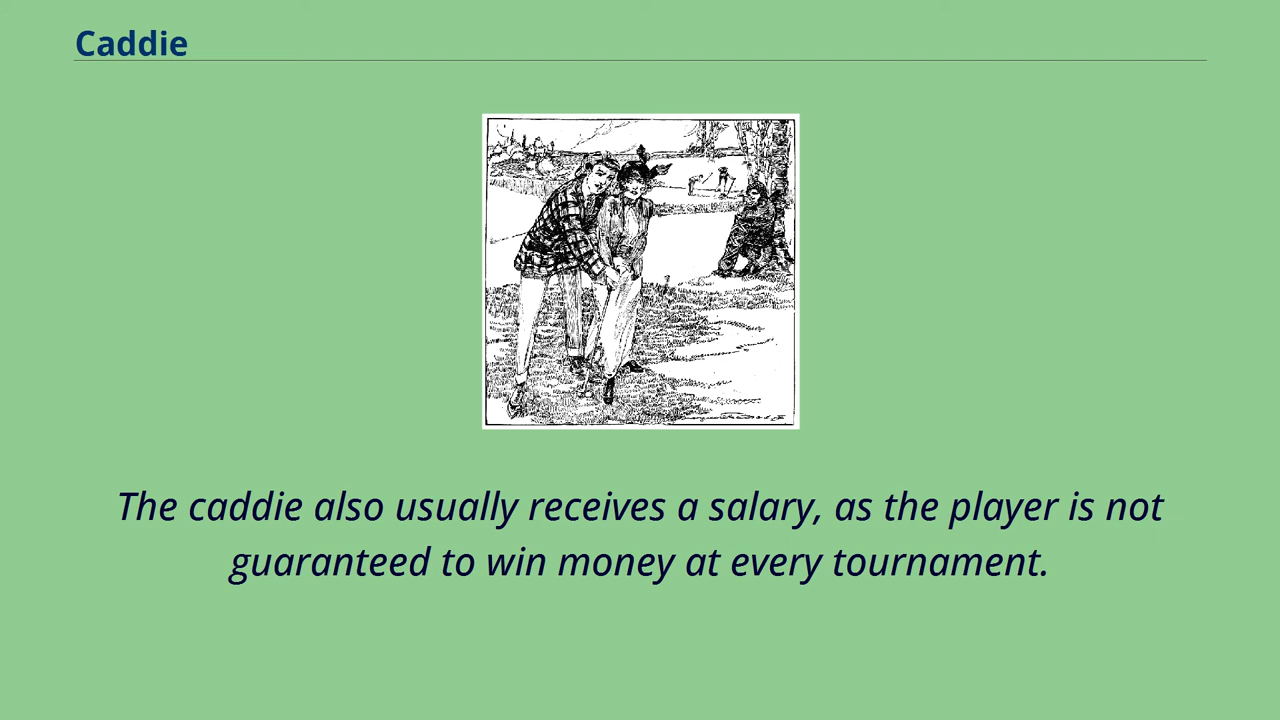 Caddie
The caddie also usually receives a salary, as the player is not
guaranteed to win money at every tournament.